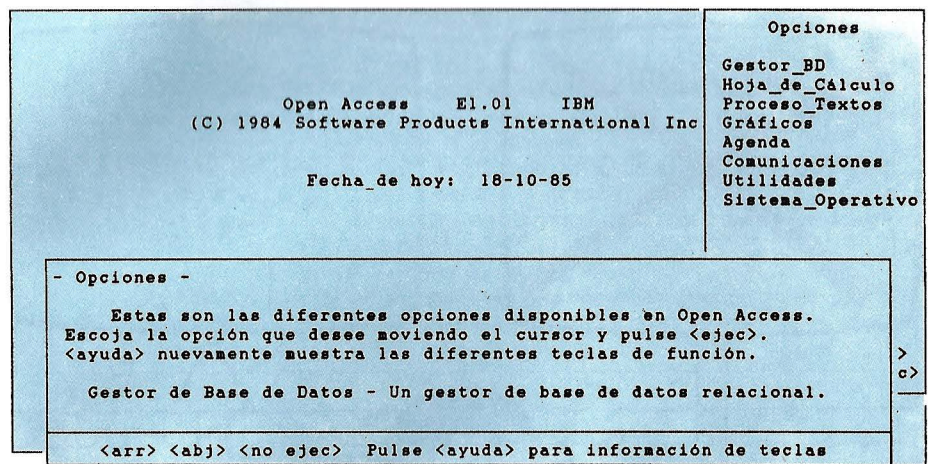 Opciones
Gestor_BD
Hoja_de_Cálculo
Proceso_Textos
Gráficos
Agenda
Comunicaciones
Utilidades
Sistema_Operativo
Open Access E1.01 IBM
(C) 1984 Software Products International Inc
Fecha_de hoy: 18-10-85
- Opciones -
Estas son las diferentes opciones disponibles en Open Access.
Escoja la opción que desee moviendo el cursor y pulse <ejec>.
<ayuda> nuevamente muestra las diferentes teclas de función.
Gestor de Base de Datos - Un gestor de base de datos relacional.
<arr> <abj> <no ejec> Pulse <ayuda> para información de teclas
>
c>